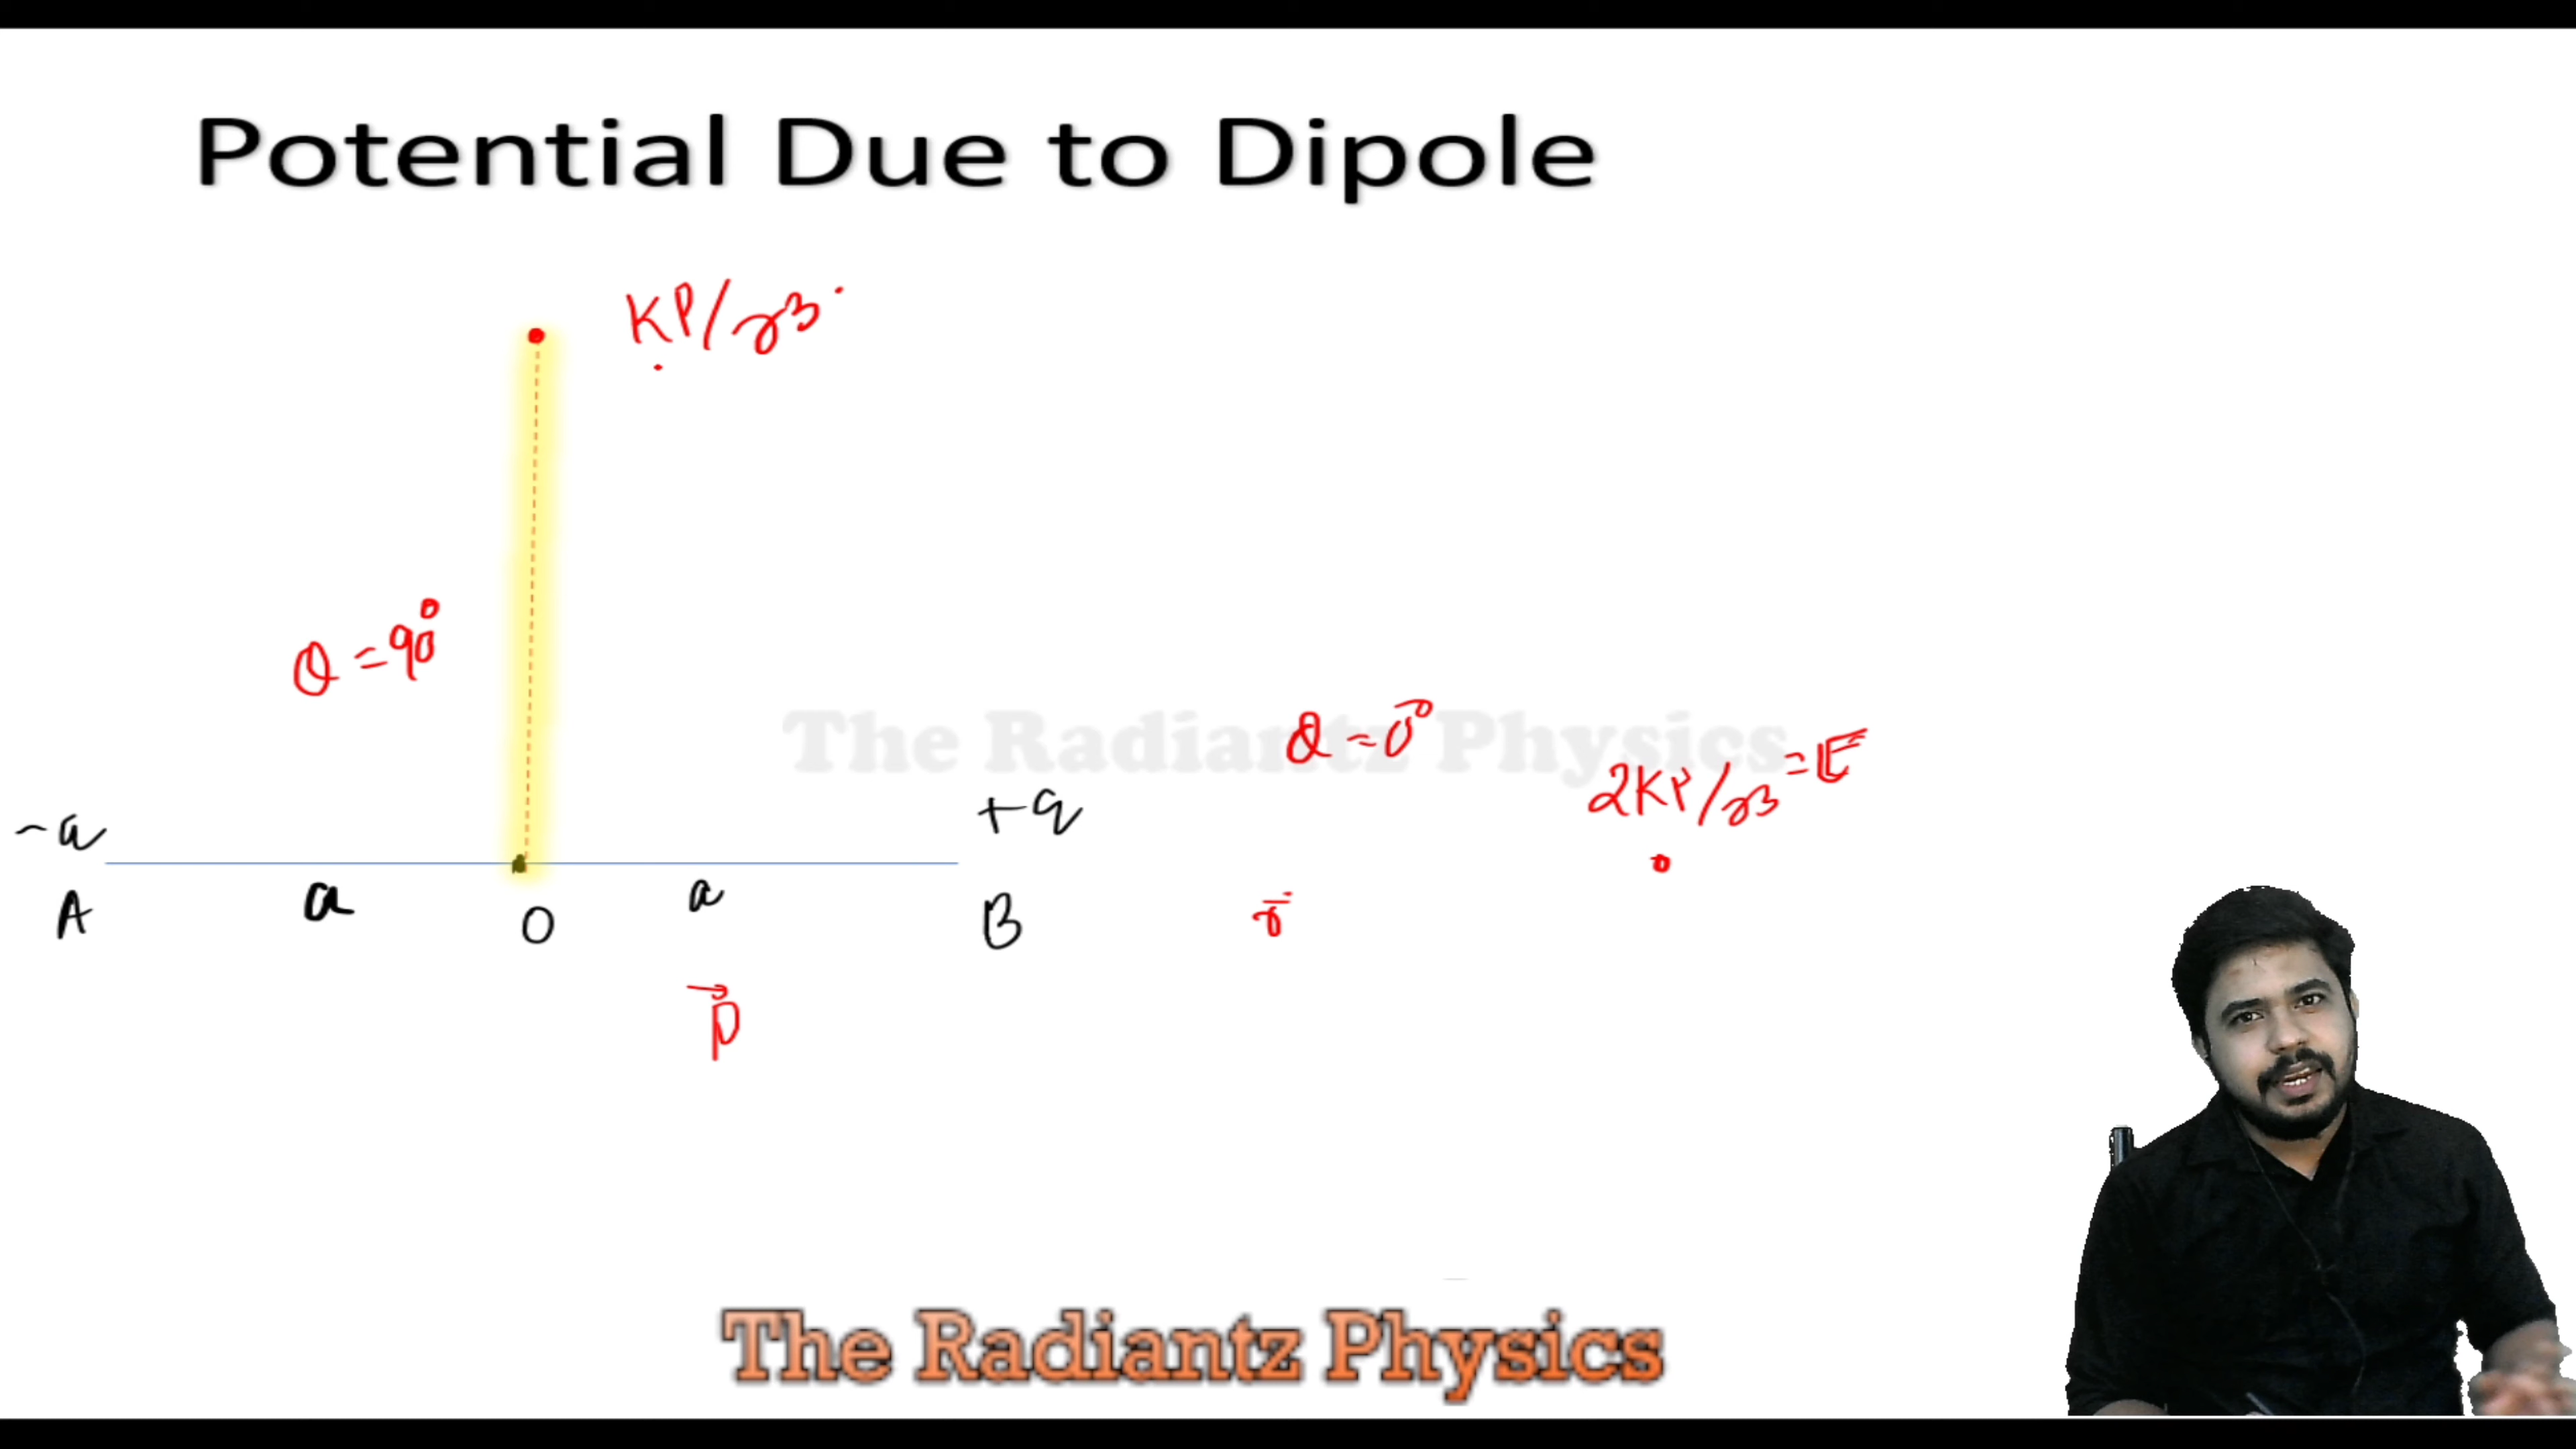 Potential Due to Dipole
KP/r3
θ = 90°
The Radiantz Physics
θ = 0°
2KP/r3 = E
-q
+q
A
a
O
a
B
r
p
The Radiantz Physics